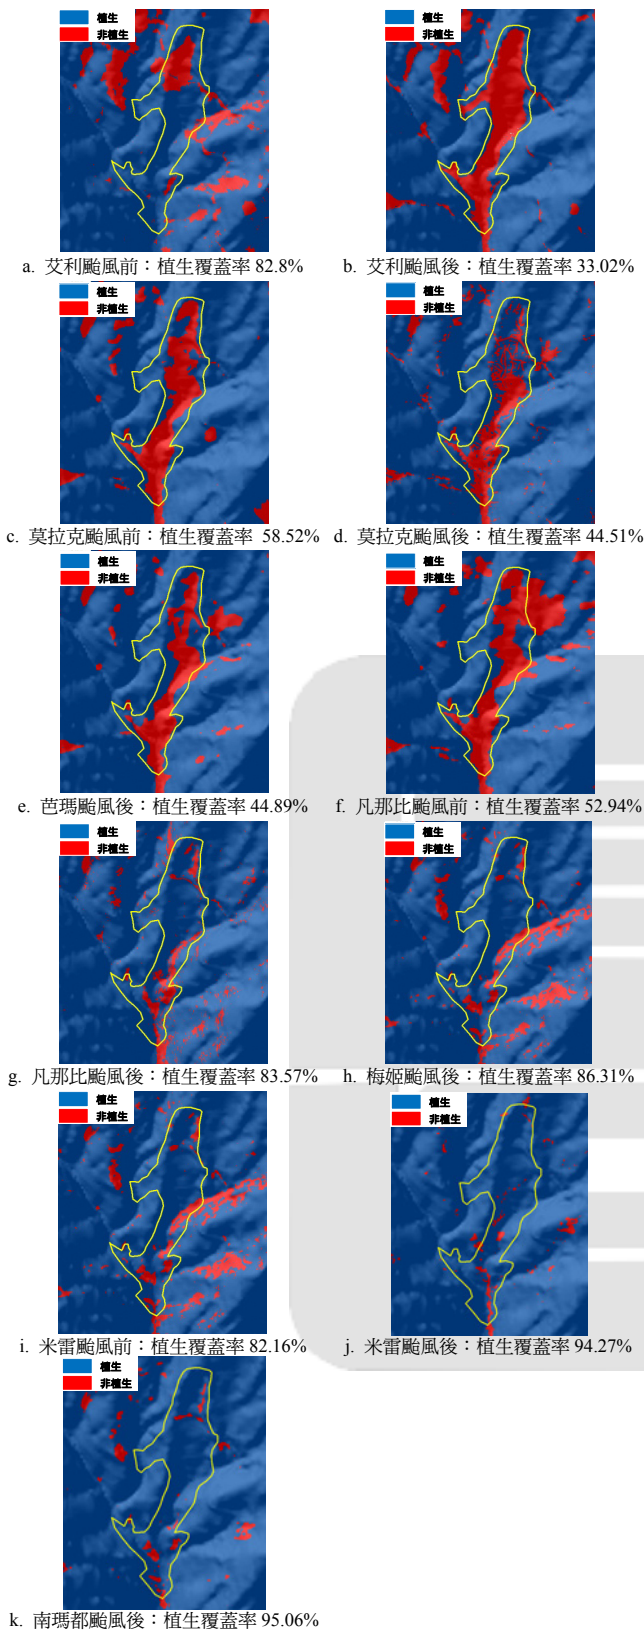 植生
非植生
植生
非植生
a. 艾利颱風前：植生覆蓋率 82.8%
b. 艾利颱風後：植生覆蓋率 33.02%
植生
非植生
植生
非植生
c. 莫拉克颱風前：植生覆蓋率 58.52%
d. 莫拉克颱風後：植生覆蓋率 44.51%
植生
非植生
植生
非植生
e. 芭瑪颱風後：植生覆蓋率 44.89%
f. 凡那比颱風前：植生覆蓋率 52.94%
植生
非植生
植生
非植生
g. 凡那比颱風後：植生覆蓋率 83.57%
h. 梅姬颱風後：植生覆蓋率 86.31%
植生
非植生
植生
非植生
i. 米雷颱風前：植生覆蓋率 82.16%
j. 米雷颱風後：植生覆蓋率 94.27%
植生
非植生
k. 南瑪都颱風後：植生覆蓋率 95.06%